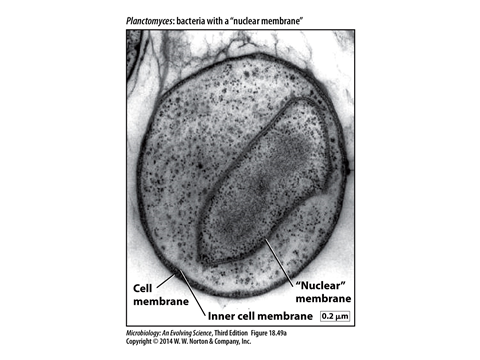 Planctomyces: bacteria with a “nuclear membrane”
Cell
membrane
“Nuclear”
membrane
Inner cell membrane
0.2 μm
Microbiology: An Evolving Science, Third Edition Figure 18.49a
Copyright © 2014 W. W. Norton & Company, Inc.